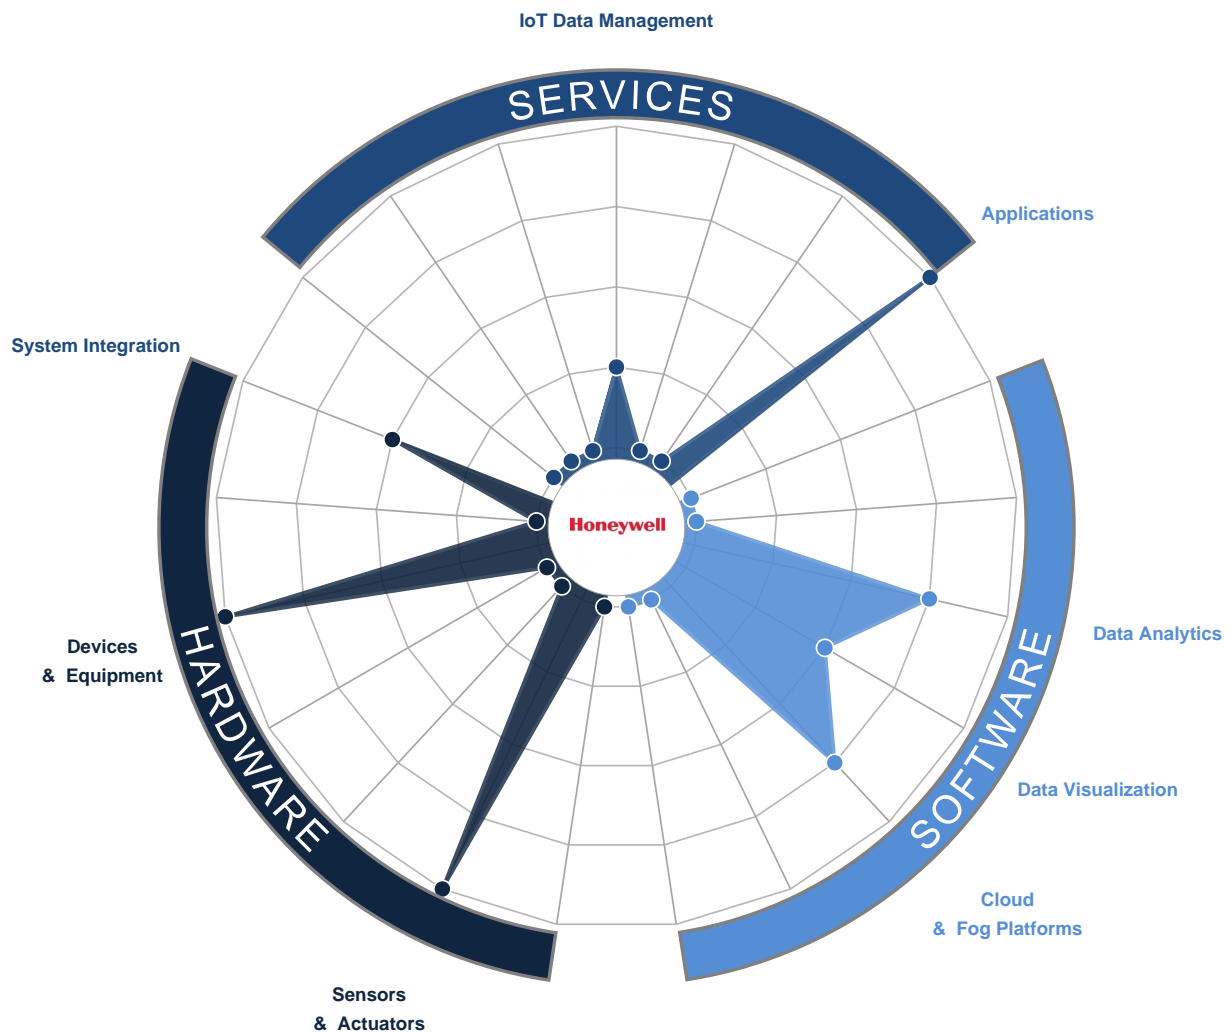 IoT Data Management
SERVICES
Applications
System Integration
Honeywell
Devices
& Equipment
HARDWARE
Data Analytics
SOFTWARE
Data Visualization
Cloud
& Fog Platforms
Sensors
& Actuators